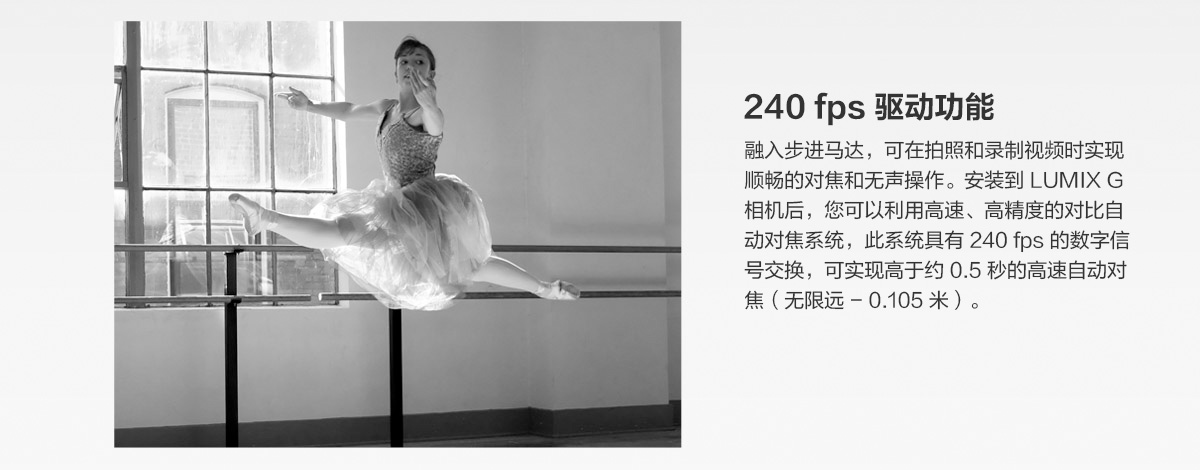 240 fps 驱动功能
融入步进马达，可在拍照和录制视频时实现
顺畅的对焦和无声操作。安装到 LUMIX G
相机后，您可以利用高速、高精度的对比自
动对焦系统，此系统具有 240 fps 的数字信
号交换，可实现高于约 0.5 秒的高速自动对
焦（无限远 – 0.105 米）。